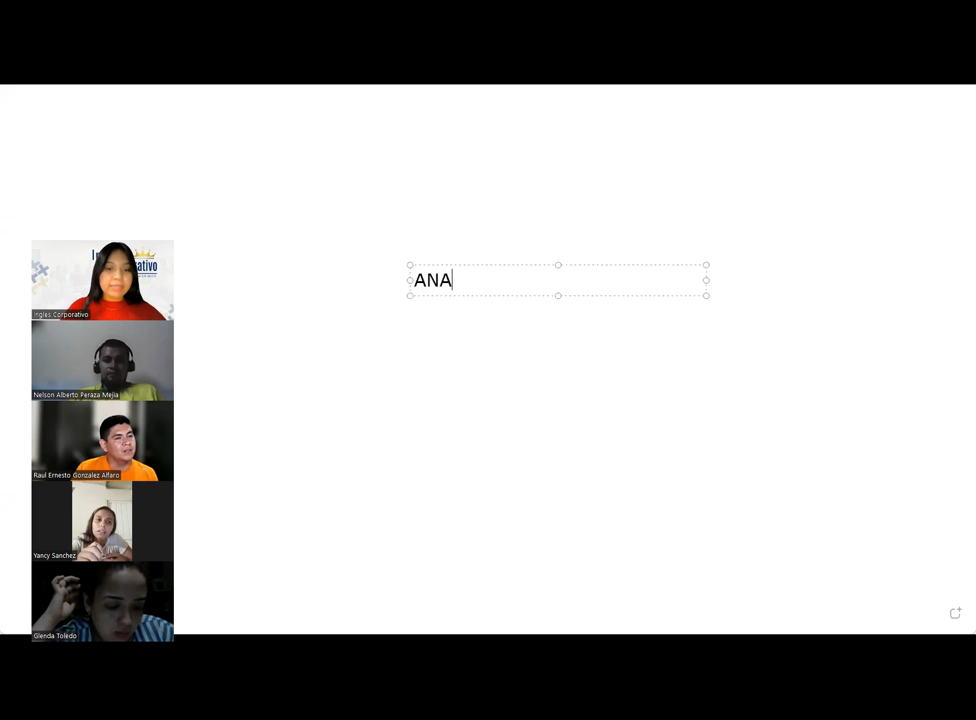 ANA
Ingles Corporativo
Nelson Alberto Peraza Mejia
Raul Ernesto Gonzalez Alfaro
Yancy Sanchez
Glenda Toledo